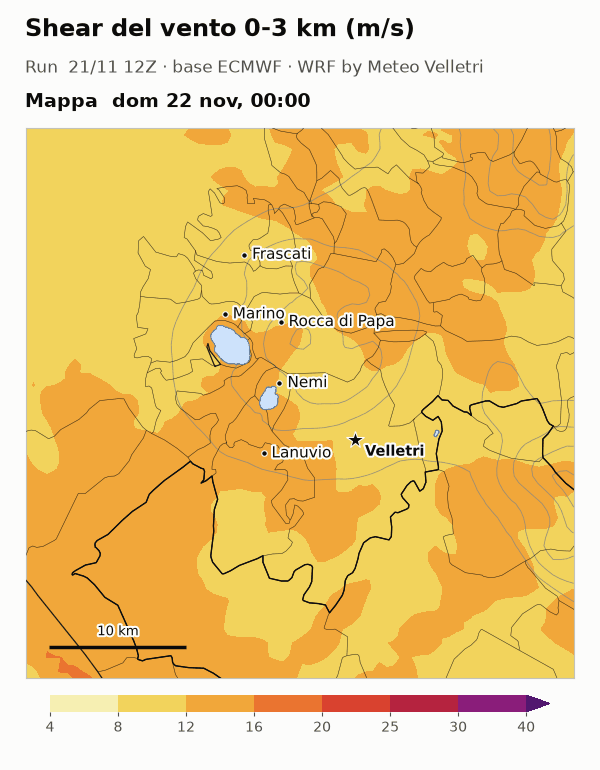 Shear del vento 0-3 km (m/s)
Run 21/11 12Z · base ECMWF · WRF by Meteo Velletri
Mappa dom 22 nov, 00:00
Frascati
Marino
Rocca di Papa
Nemi
Velletri
Lanuvio
10 km
4 8 12 16 20 25 30 40